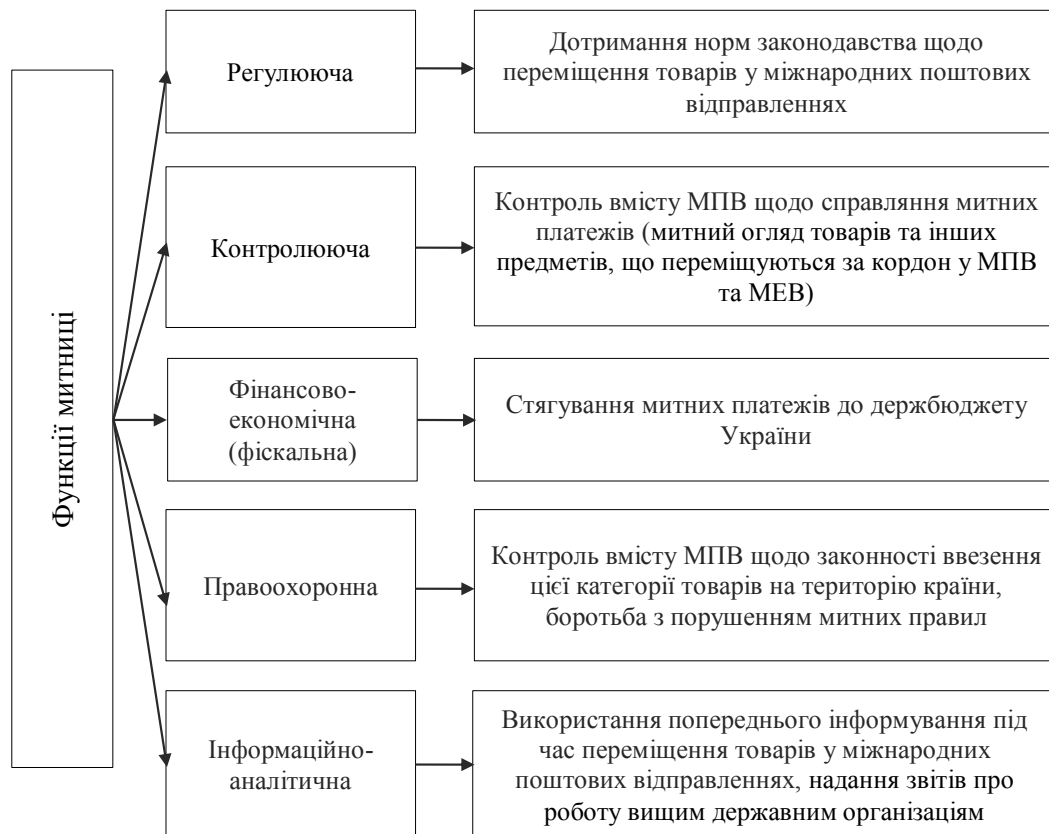 Функції митниці
Регулююча
Дотримання норм законодавства щодо
переміщення товарів у міжнародних поштових
відправленнях
Контролююча
Контроль вмісту МПВ щодо справляння митних
платежів (митний огляд товарів та інших
предметів, що переміщуються за кордон у МПВ
та МЕВ)
Фінансово-
економічна
(фіскальна)
Стягування митних платежів до держбюджету
України
Правоохоронна
Контроль вмісту МПВ щодо законності ввезення
цієї категорії товарів на територію країни,
боротьба з порушенням митних правил
Інформаційно-
аналітична
Використання попереднього інформування під
час переміщення товарів у міжнародних
поштових відправленнях, надання звітів про
роботу вищим державним організаціям